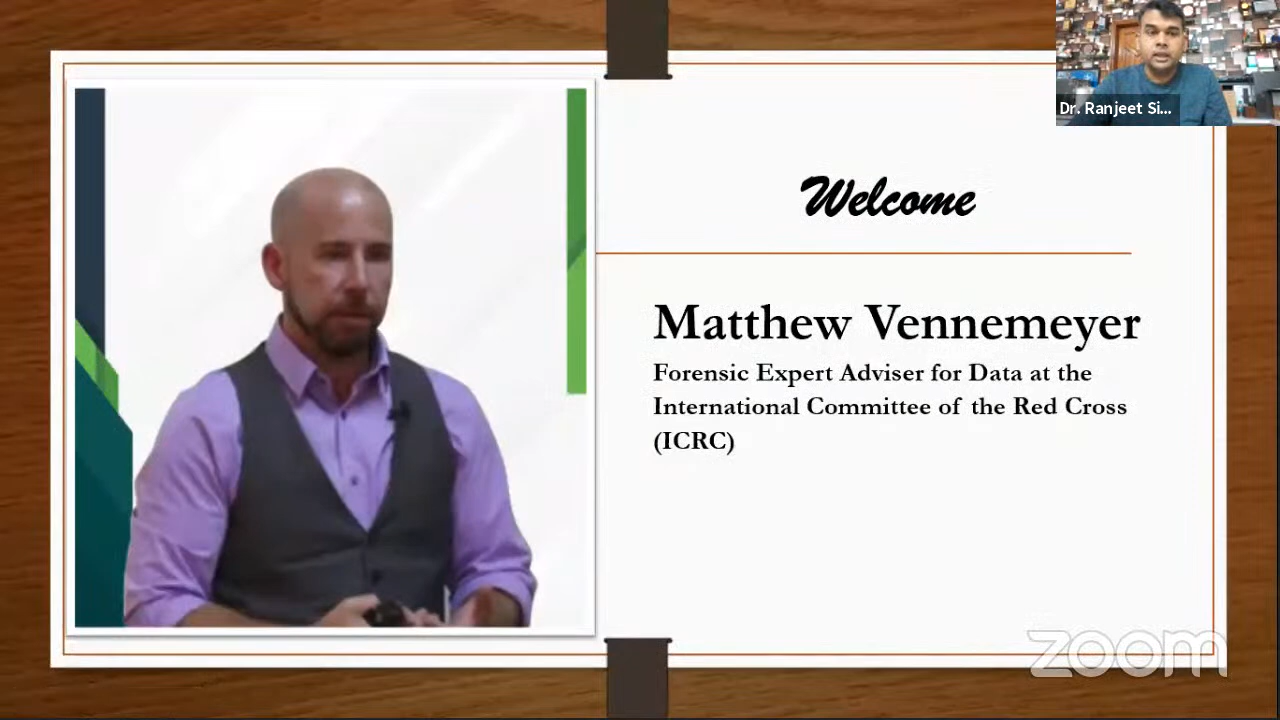 Dr. Ranjeet Si...
Welcome
Matthew Vennemeyer
Forensic Expert Adviser for Data at the
International Committee of the Red Cross
(ICRC)
zoom